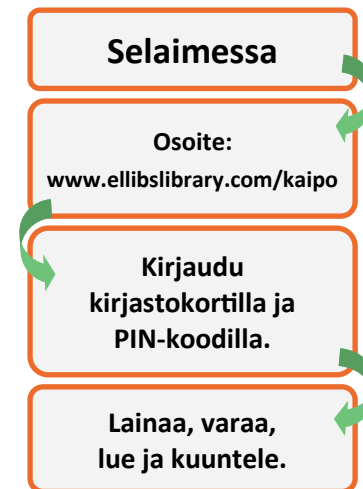 Selaimessa
Osoite:
www.ellibslibrary.com/kaipo
Kirjaudu
kirjastokortilla ja
PIN-koodilla.
Lainaa, varaa,
lue ja kuuntele.